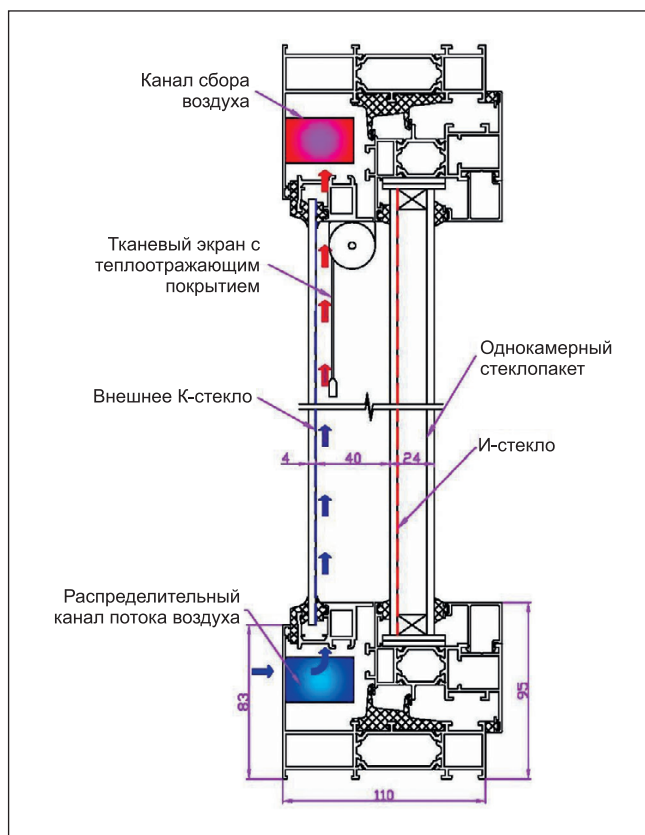 Канал сбора
воздуха
Тканевый экран с
теплоотражающим
покрытием
Однокамерный
стеклопакет
Внешнее К-стекло
И-стекло
4
40
24
Распределительный
канал потока воздуха
83
95
110